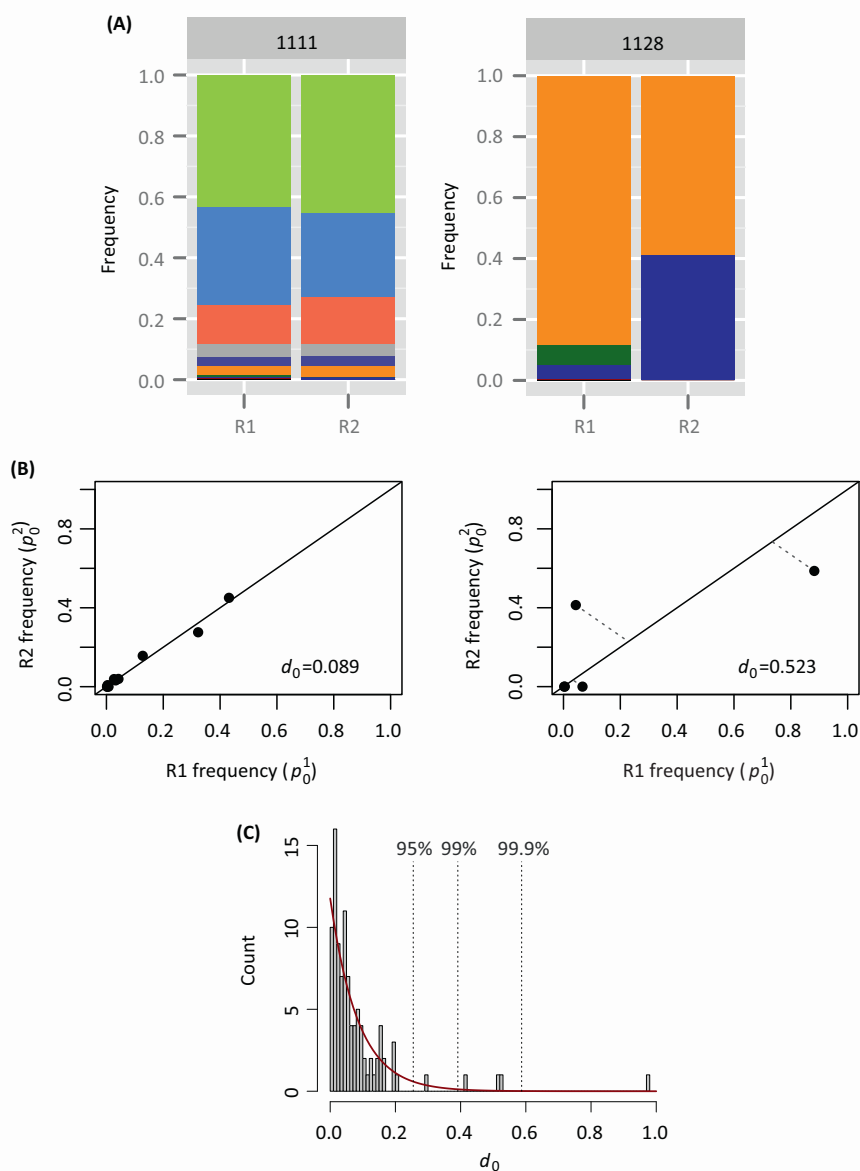 (A)
1111
1128
Frequency
1.0
0.8
0.6
0.4
0.2
0.0
R1 R2
Frequency
1.0
0.8
0.6
0.4
0.2
0.0
R1 R2
(B)
R2 frequency (p₀²)
0.8
0.4
0.0
d₀=0.089
0.0 0.2 0.4 0.6 0.8 1.0
R1 frequency (p₀¹)
R2 frequency (p₀²)
0.8
0.4
0.0
d₀=0.523
0.0 0.2 0.4 0.6 0.8 1.0
R1 frequency (p₀¹)
(C)
95% 99% 99.9%
Count
15
10
5
0
0.0 0.2 0.4 0.6 0.8 1.0
d₀